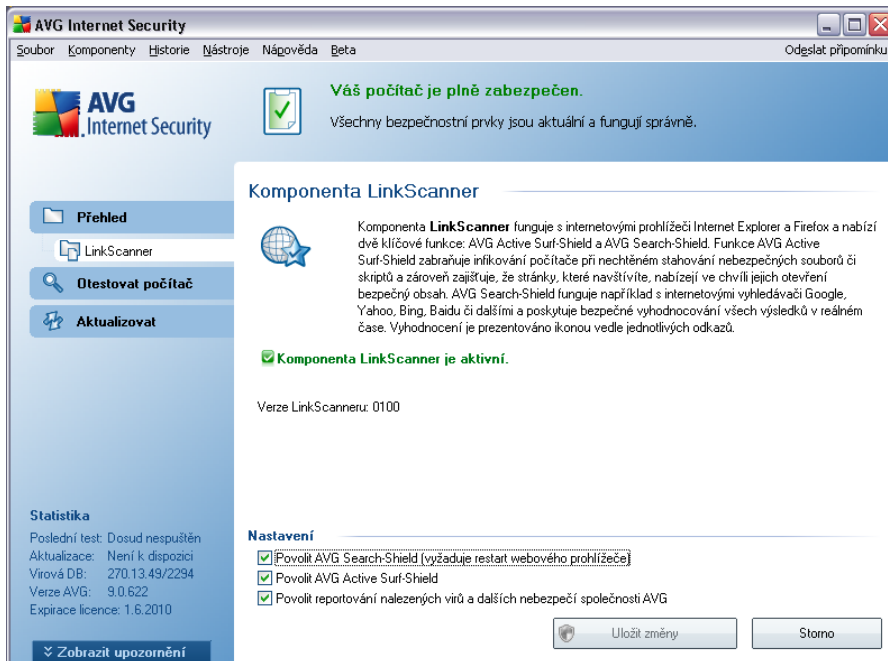 AVG Internet Security
Soubor Komponenty Historie Nástroje Nápověda Beta Odeslat připomínku
AVG
Internet Security
Váš počítač je plně zabezpečen.
Všechny bezpečnostní prvky jsou aktuální a fungují správně.
Přehled
LinkScanner
Otestovat počítač
Aktualizovat
Komponenta LinkScanner
Komponenta LinkScanner funguje s internetovými prohlížeči Internet Explorer a Firefox a nabízí
dvě klíčové funkce: AVG Active Surf-Shield a AVG Search-Shield. Funkce AVG Active
Surf-Shield zabraňuje infikování počítače při nechtěném stahování nebezpečných souborů či
skriptů a zároveň zajišťuje, že stránky, které navštívíte, nabízejí ve chvíli jejich otevření
bezpečný obsah. AVG Search-Shield funguje například s internetovými vyhledávači Google,
Yahoo, Bing, Baidu či dalšími a poskytuje bezpečné vyhodnocování všech výsledků v reálném
čase. Vyhodnocení je prezentováno ikonou vedle jednotlivých odkazů.
Komponenta LinkScanner je aktivní.
Verze LinkScanneru: 0100
Statistika
Poslední test: Dosud nespuštěn
Aktualizace: Není k dispozici
Virová DB: 270.13.49/2294
Verze AVG: 9.0.622
Expirace licence: 1.6.2010
Zobrazit upozornění
Nastavení
Povolit AVG Search-Shield (vyžaduje restart webového prohlížeče)
Povolit AVG Active Surf-Shield
Povolit reportování nalezených virů a dalších nebezpečí společnosti AVG
Uložit změny
Storno